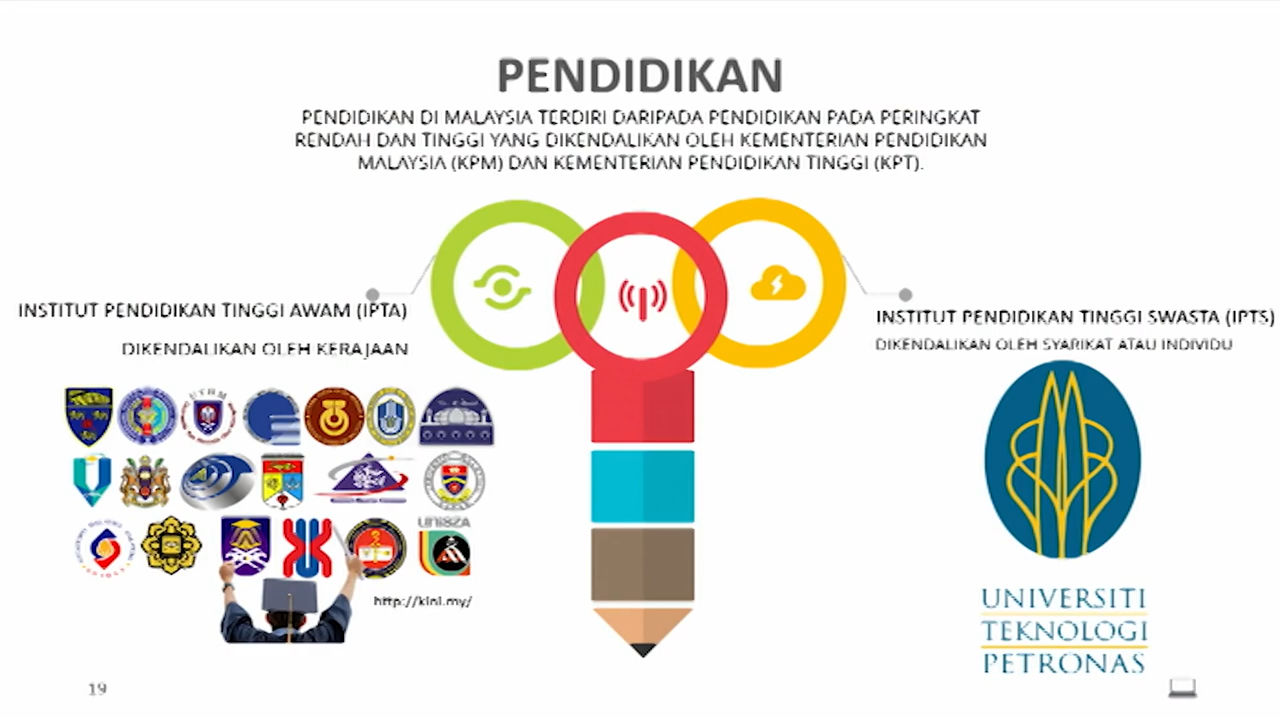 PENDIDIKAN
PENDIDIKAN DI MALAYSIA TERDIRI DARIPADA PENDIDIKAN PADA PERINGKAT
RENDAH DAN TINGGI YANG DIKENDALIKAN OLEH KEMENTERIAN PENDIDIKAN
MALAYSIA (KPM) DAN KEMENTERIAN PENDIDIKAN TINGGI (KPT).
INSTITUT PENDIDIKAN TINGGI AWAM (IPTA)
DIKENDALIKAN OLEH KERAJAAN
INSTITUT PENDIDIKAN TINGGI SWASTA (IPTS)
DIKENDALIKAN OLEH SYARIKAT ATAU INDIVIDU
UniSZA
http://kini.my/
UNIVERSITI
TEKNOLOGI
PETRONAS
19